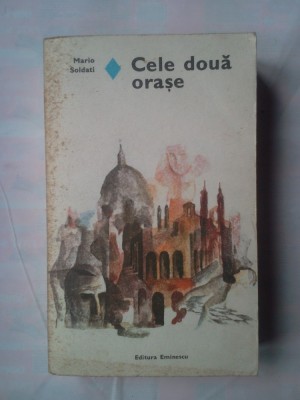 Mario
Soldati
Cele două
orașe
Editura Eminescu